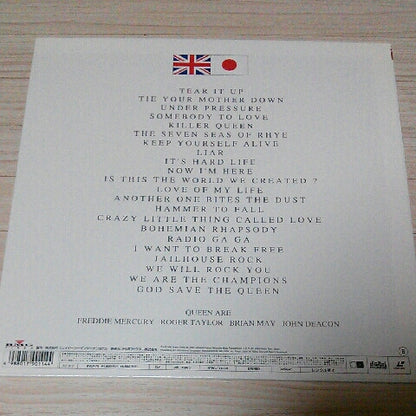 TEAR IT UP
TIE YOUR MOTHER DOWN
UNDER PRESSURE
SOMEBODY TO LOVE
KILLER QUEEN
THE SEVEN SEAS OF RHYE
KEEP YOURSELF ALIVE
LIAR
IT'S HARD LIFE
NOW I'M HERE
IS THIS THE WORLD WE CREATED ?
LOVE OF MY LIFE
ANOTHER ONE BITES THE DUST
HAMMER TO FALL
CRAZY LITTLE THING CALLED LOVE
BOHEMIAN RHAPSODY
RADIO GA GA
I WANT TO BREAK FREE
JAILHOUSE ROCK
WE WILL ROCK YOU
WE ARE THE CHAMPIONS
GOD SAVE THE QUEEN
QUEEN ARE
FREDDIE MERCURY ROGER TAYLOR BRIAN MAY JOHN DEACON
BMG
4 988017 901144